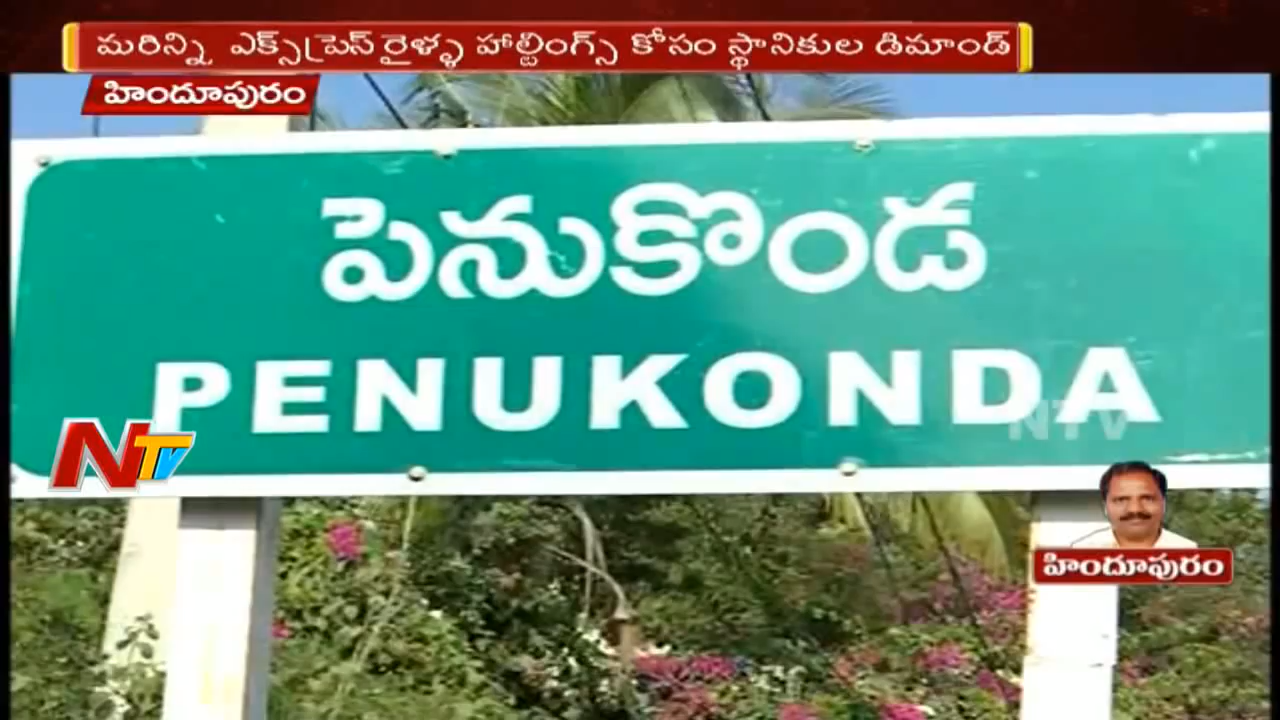 మరిన్ని ఎక్స్‌ప్రెస్ రైళ్ళ హాల్టింగ్స్ కోసం స్థానికుల డిమాండ్
హిందూపురం
పెనుకొండ
PENUKONDA
NTV
NTV
హిందూపురం